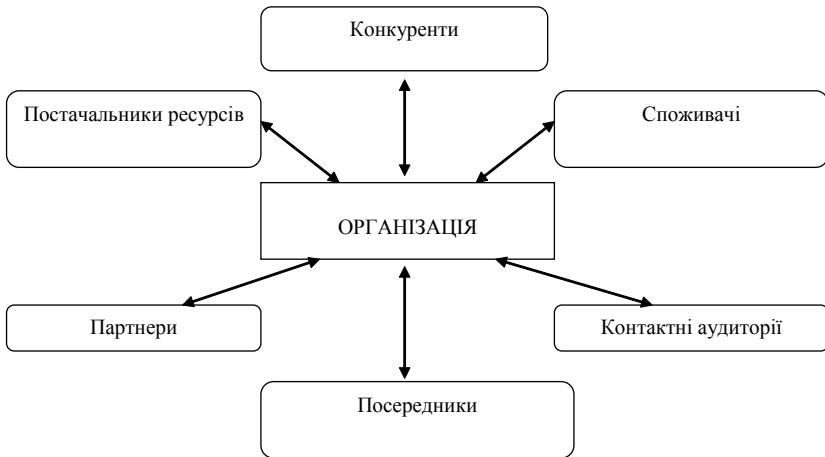 Конкуренти
Постачальники ресурсів
Споживачі
ОРГАНІЗАЦІЯ
Партнери
Контактні аудиторії
Посередники